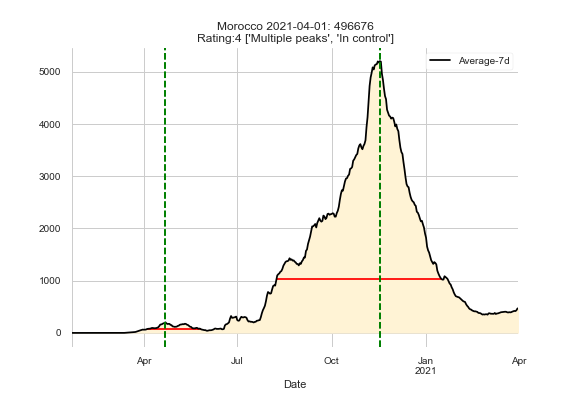 Morocco 2021-04-01: 496676
Rating:4 ['Multiple peaks', 'In control']
Average-7d
5000
4000
3000
2000
1000
0
Apr
Jul
Oct
Jan
2021
Apr
Date